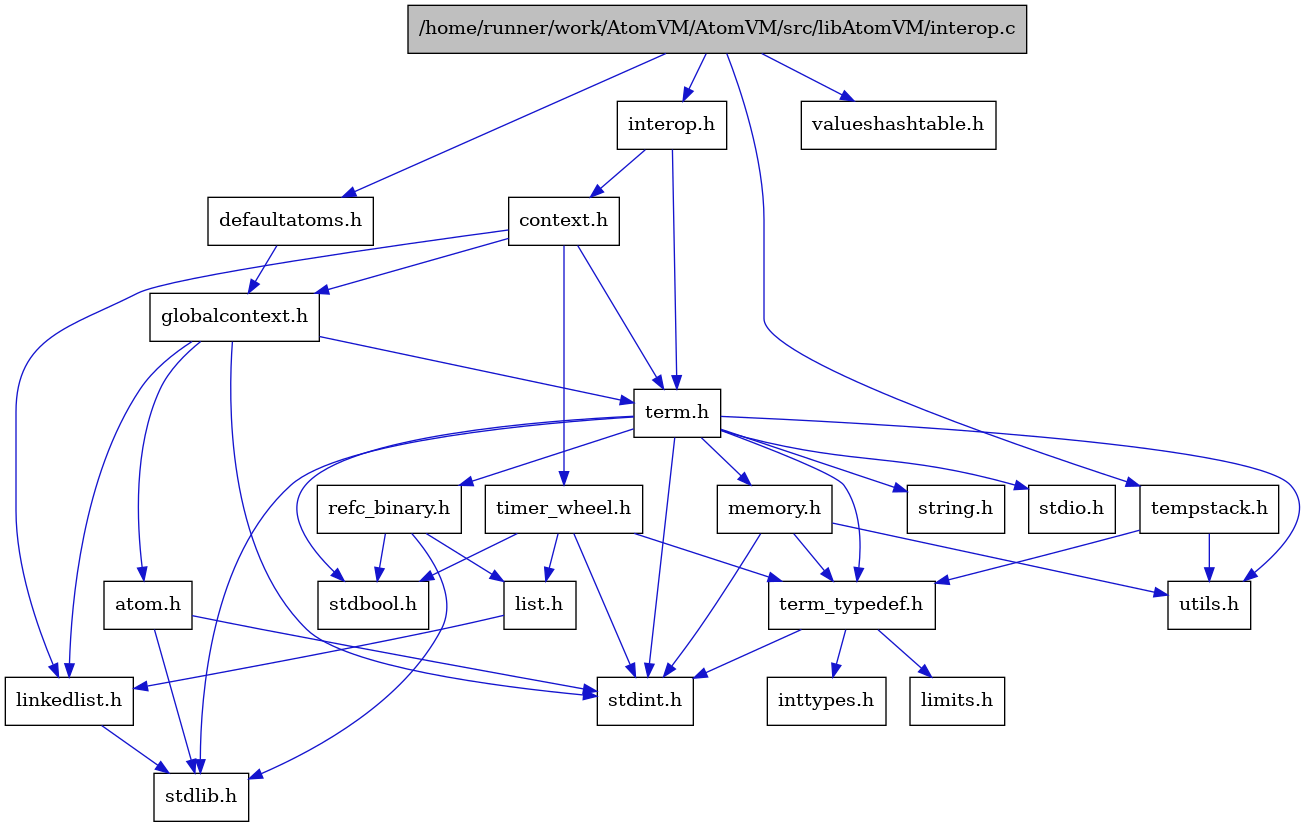 /home/runner/work/AtomVM/AtomVM/src/libAtomVM/interop.c
interop.h
valueshashtable.h
defaultatoms.h
context.h
globalcontext.h
term.h
refc_binary.h
timer_wheel.h
memory.h
string.h
stdio.h
tempstack.h
atom.h
stdbool.h
list.h
term_typedef.h
utils.h
linkedlist.h
stdint.h
inttypes.h
limits.h
stdlib.h